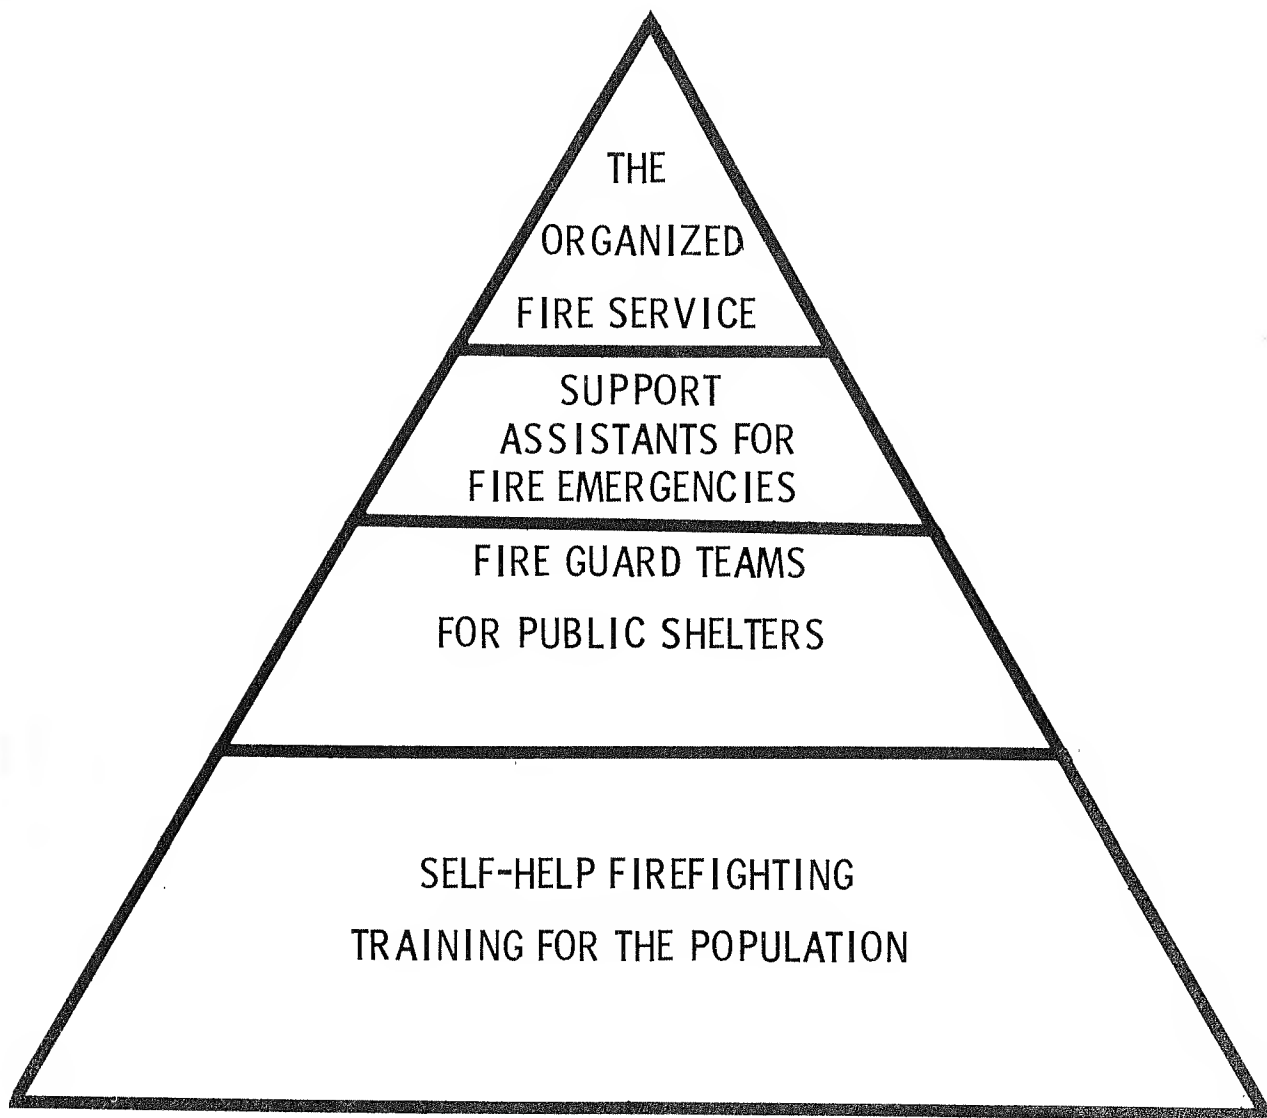 THE
ORGANIZED
FIRE SERVICE
SUPPORT
ASSISTANTS FOR
FIRE EMERGENCIES
FIRE GUARD TEAMS
FOR PUBLIC SHELTERS
SELF-HELP FIREFIGHTING
TRAINING FOR THE POPULATION